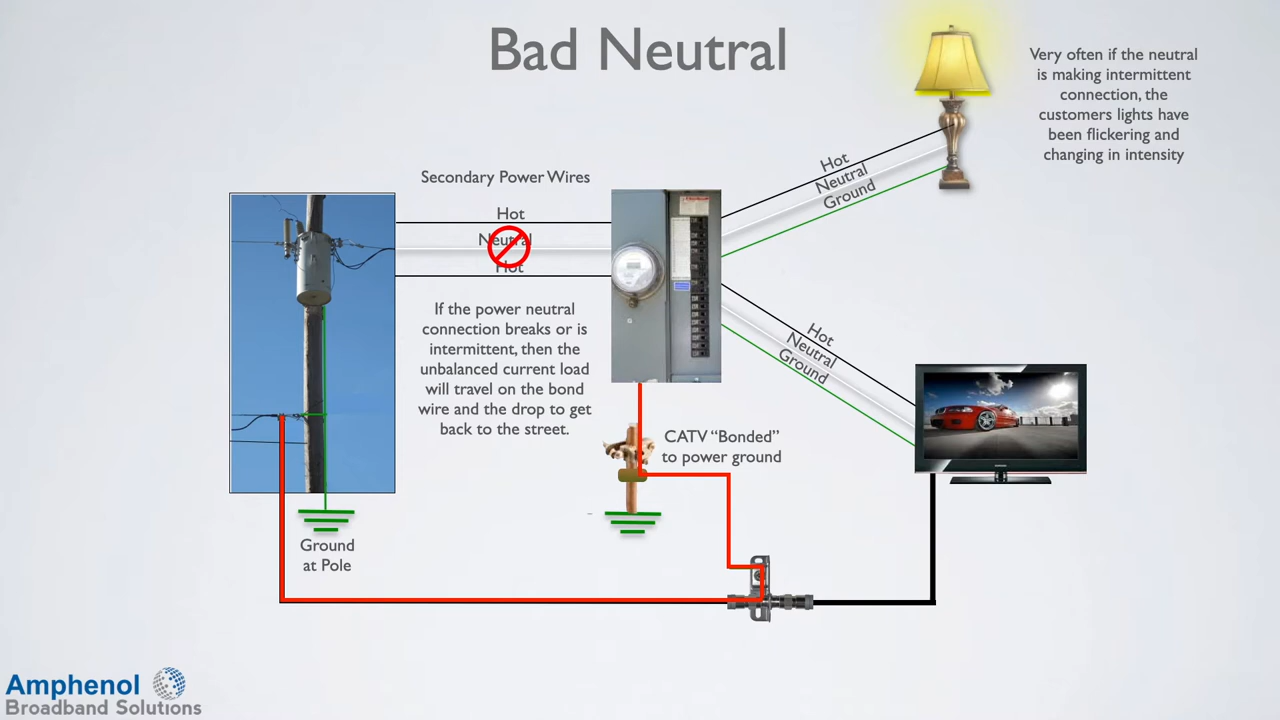 Bad Neutral
Very often if the neutral
is making intermittent
connection, the
customers lights have
been flickering and
changing in intensity
Secondary Power Wires
Hot
Neutral
Hot
Hot
Neutral
Ground
If the power neutral
connection breaks or is
intermittent, then the
unbalanced current load
will travel on the bond
wire and the drop to get
back to the street.
Hot
Neutral
Ground
CATV “Bonded”
to power ground
Ground
at Pole
Amphenol
Broadband Solutions